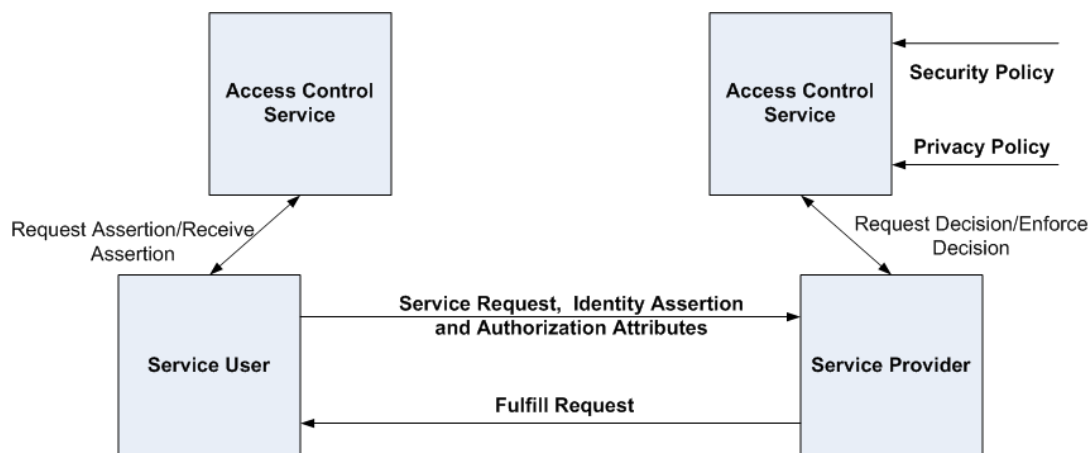 Access Control
Service
Access Control
Service
Security Policy
Privacy Policy
Request Assertion/Receive
Assertion
Request Decision/Enforce
Decision
Service Request, Identity Assertion
and Authorization Attributes
Service User
Service Provider
Fulfill Request